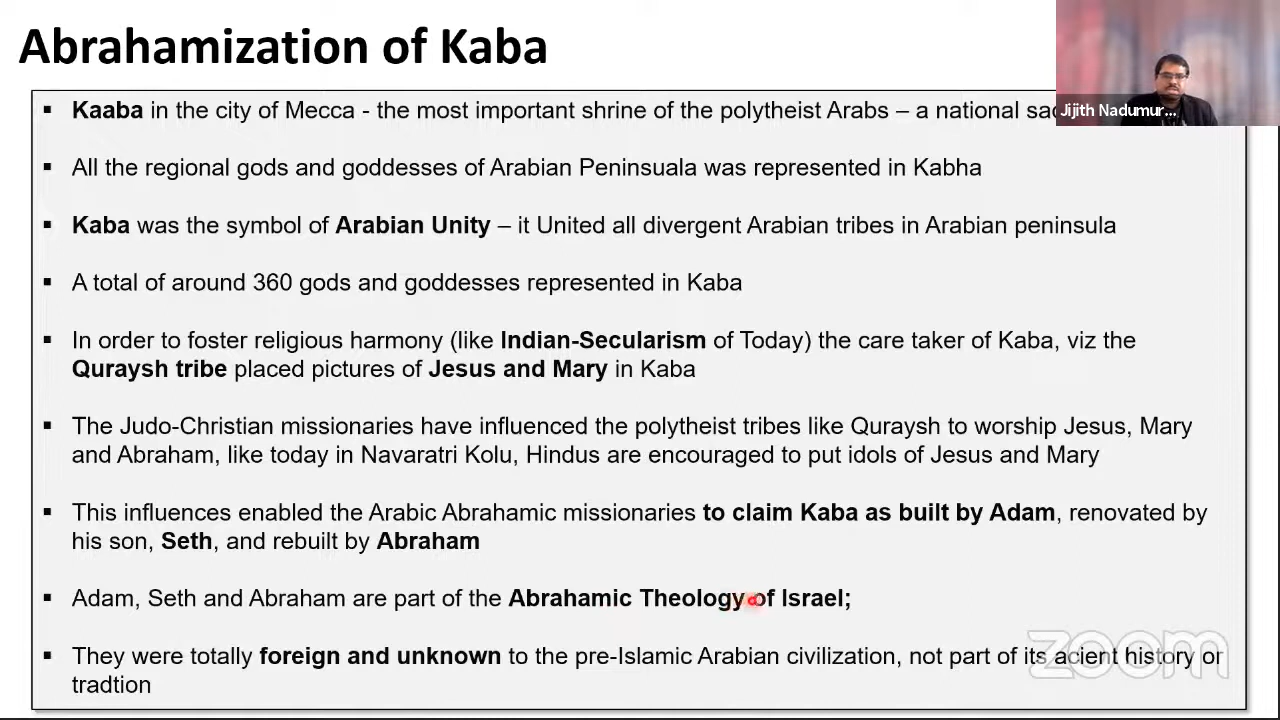 Abrahamization of Kaba
Jijith Nadumur...
▪ Kaaba in the city of Mecca - the most important shrine of the polytheist Arabs – a national
▪ All the regional gods and goddesses of Arabian Peninsuala was represented in Kabha
▪ Kaba was the symbol of Arabian Unity – it United all divergent Arabian tribes in Arabian peninsula
▪ A total of around 360 gods and goddesses represented in Kaba
▪ In order to foster religious harmony (like Indian-Secularism of Today) the care taker of Kaba, viz the
Quraysh tribe placed pictures of Jesus and Mary in Kaba
▪ The Judo-Christian missionaries have influenced the polytheist tribes like Quraysh to worship Jesus, Mary
and Abraham, like today in Navaratri Kolu, Hindus are encouraged to put idols of Jesus and Mary
▪ This influences enabled the Arabic Abrahamic missionaries to claim Kaba as built by Adam, renovated by
his son, Seth, and rebuilt by Abraham
▪ Adam, Seth and Abraham are part of the Abrahamic Theology of Israel;
▪ They were totally foreign and unknown to the pre-Islamic Arabian civilization, not part of its acient history or
tradtion
zoom